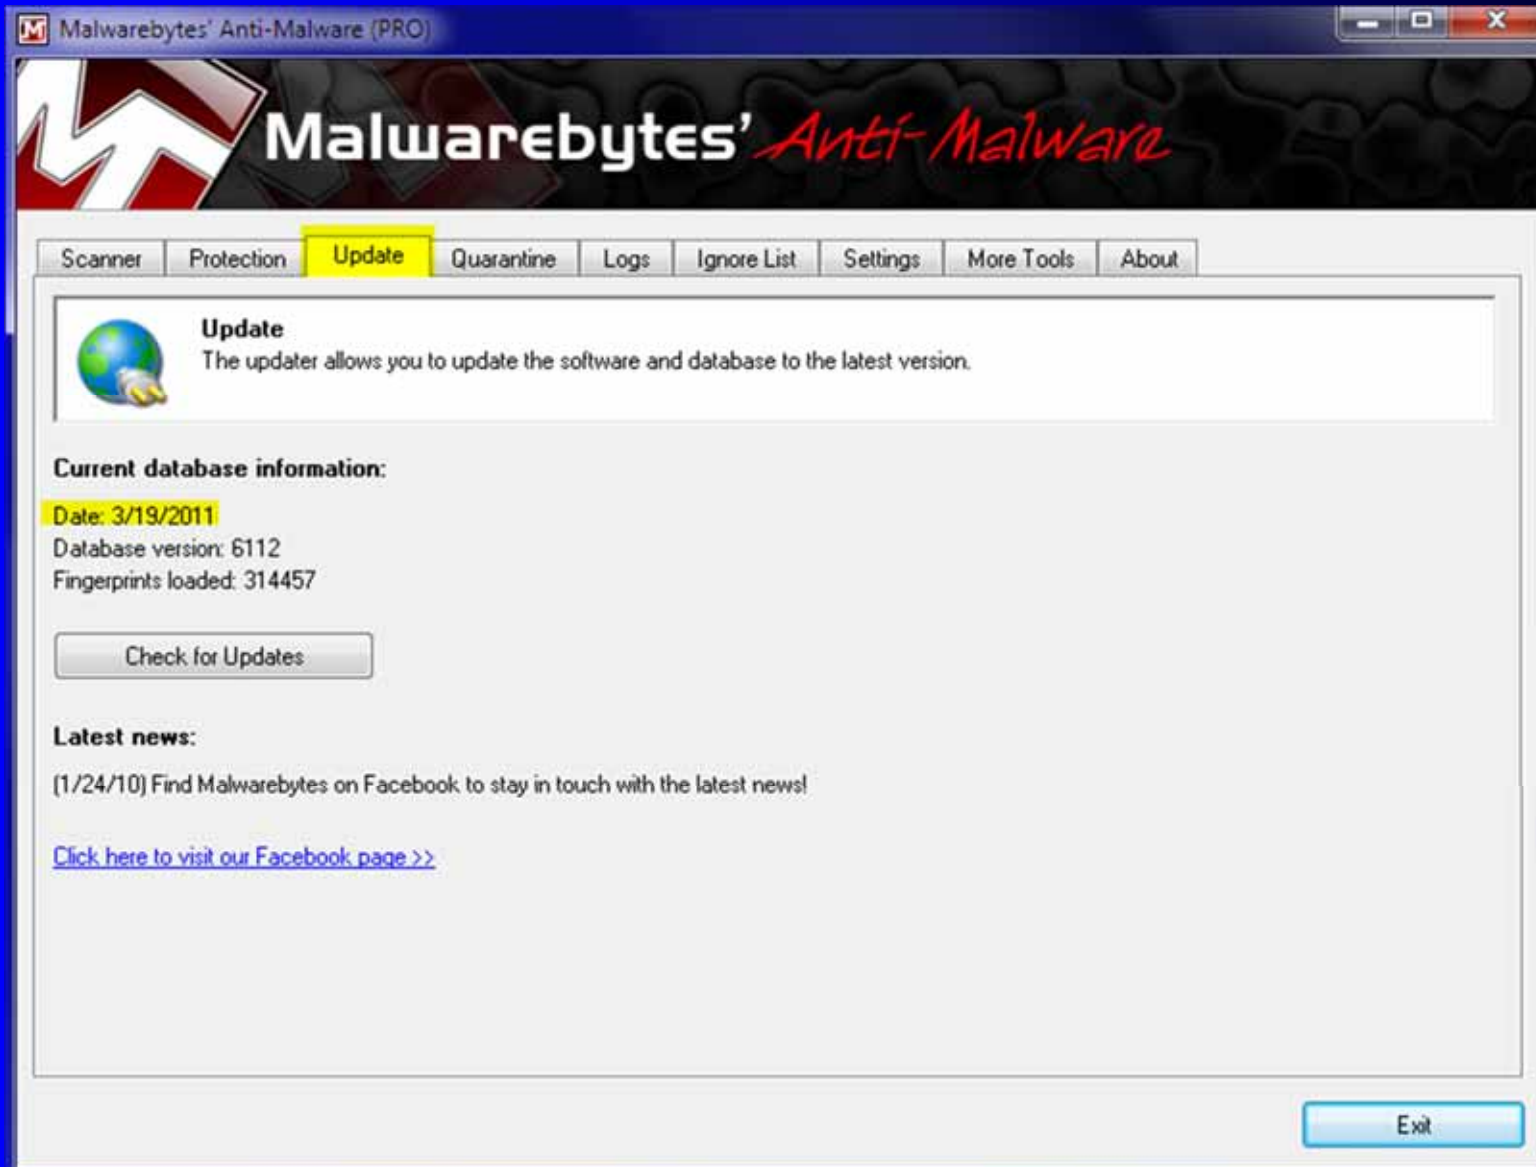 Malwarebytes' Anti-Malware (PRO)
Malwarebytes' Anti-Malware
Scanner Protection Update Quarantine Logs Ignore List Settings More Tools About
Update
The updater allows you to update the software and database to the latest version.
Current database information:
Date: 3/19/2011
Database version: 6112
Fingerprints loaded: 314457
Check for Updates
Latest news:
(1/24/10) Find Malwarebytes on Facebook to stay in touch with the latest news!
Click here to visit our Facebook page >>
Exit